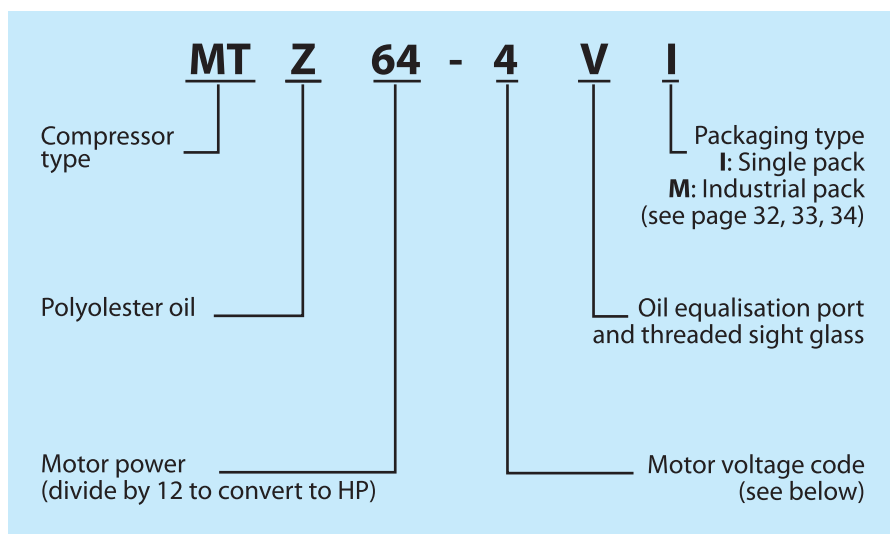 MT Z 64 - 4 V I
Compressor
type
Packaging type
I: Single pack
M: Industrial pack
(see page 32, 33, 34)
Polyolester oil
Oil equalisation port
and threaded sight glass
Motor power
(divide by 12 to convert to HP)
Motor voltage code
(see below)